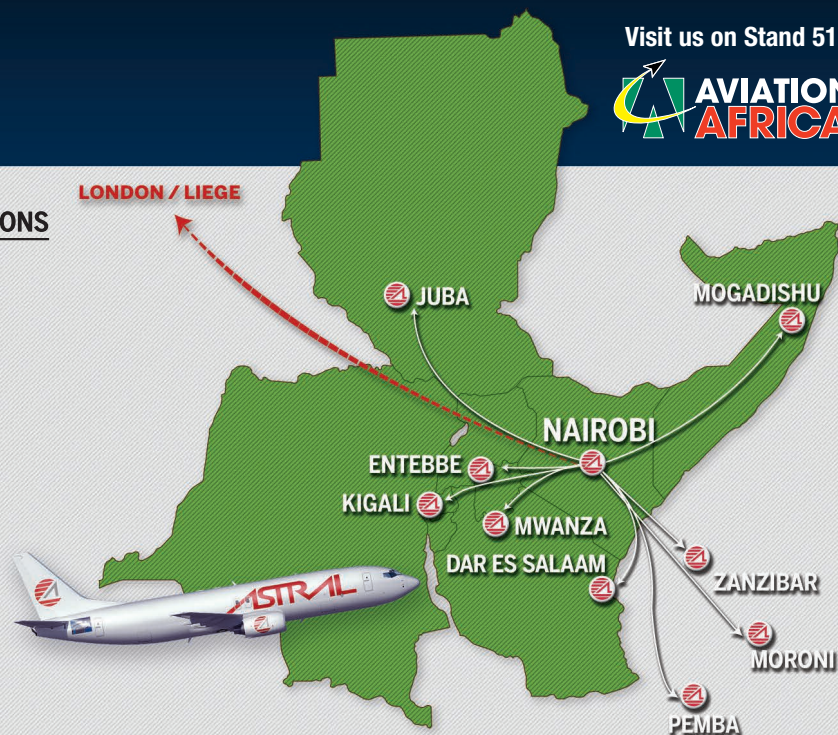 Visit us on Stand 51
AVIATION
AFRICA
LONDON / LIEGE
ONS
JUBA
MOGADISHU
NAIROBI
ENTEBBE
KIGALI
MWANZA
DAR ES SALAAM
ZANZIBAR
ASTRAL
MORONI
PEMBA